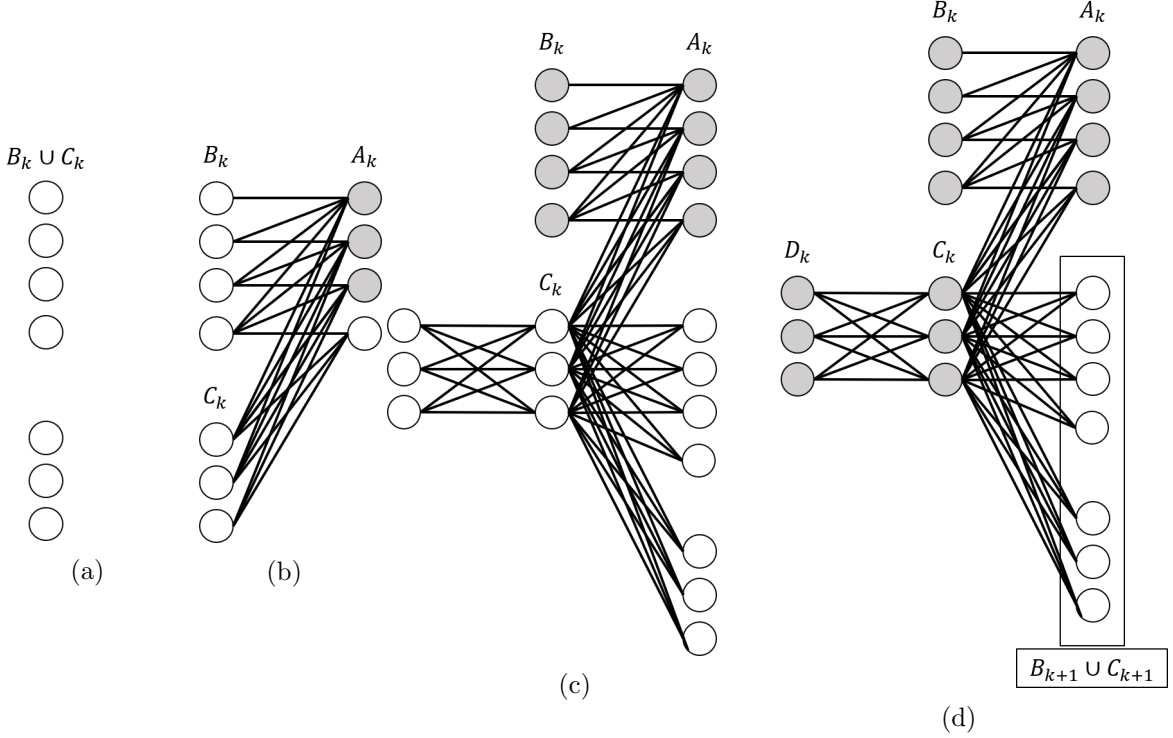 B_k ∪ C_k
(a)
B_k
A_k
C_k
(b)
B_k
A_k
C_k
(c)
B_k
A_k
D_k
C_k
B_{k+1} ∪ C_{k+1}
(d)